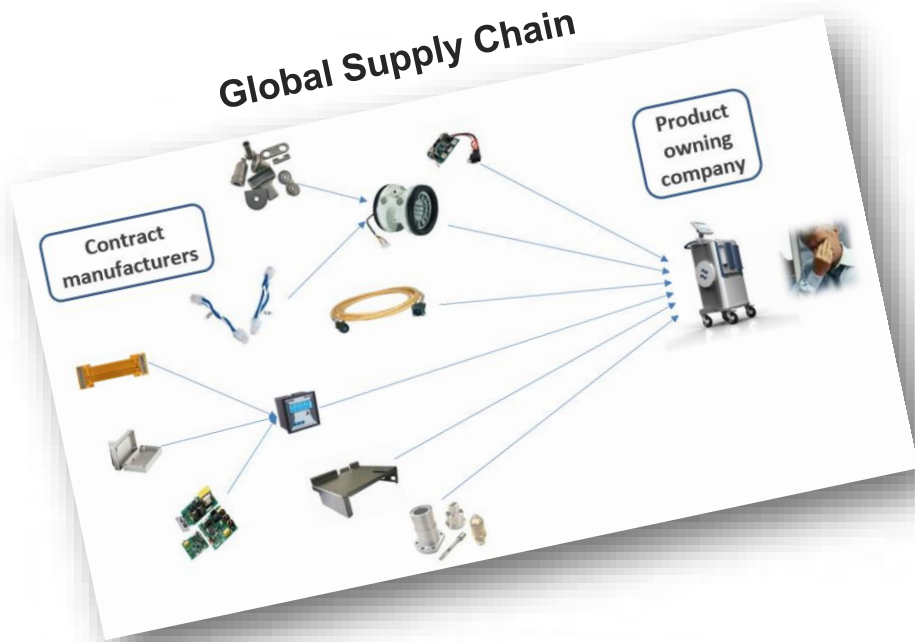 Global Supply Chain
Product
owning
company
Contract
manufacturers